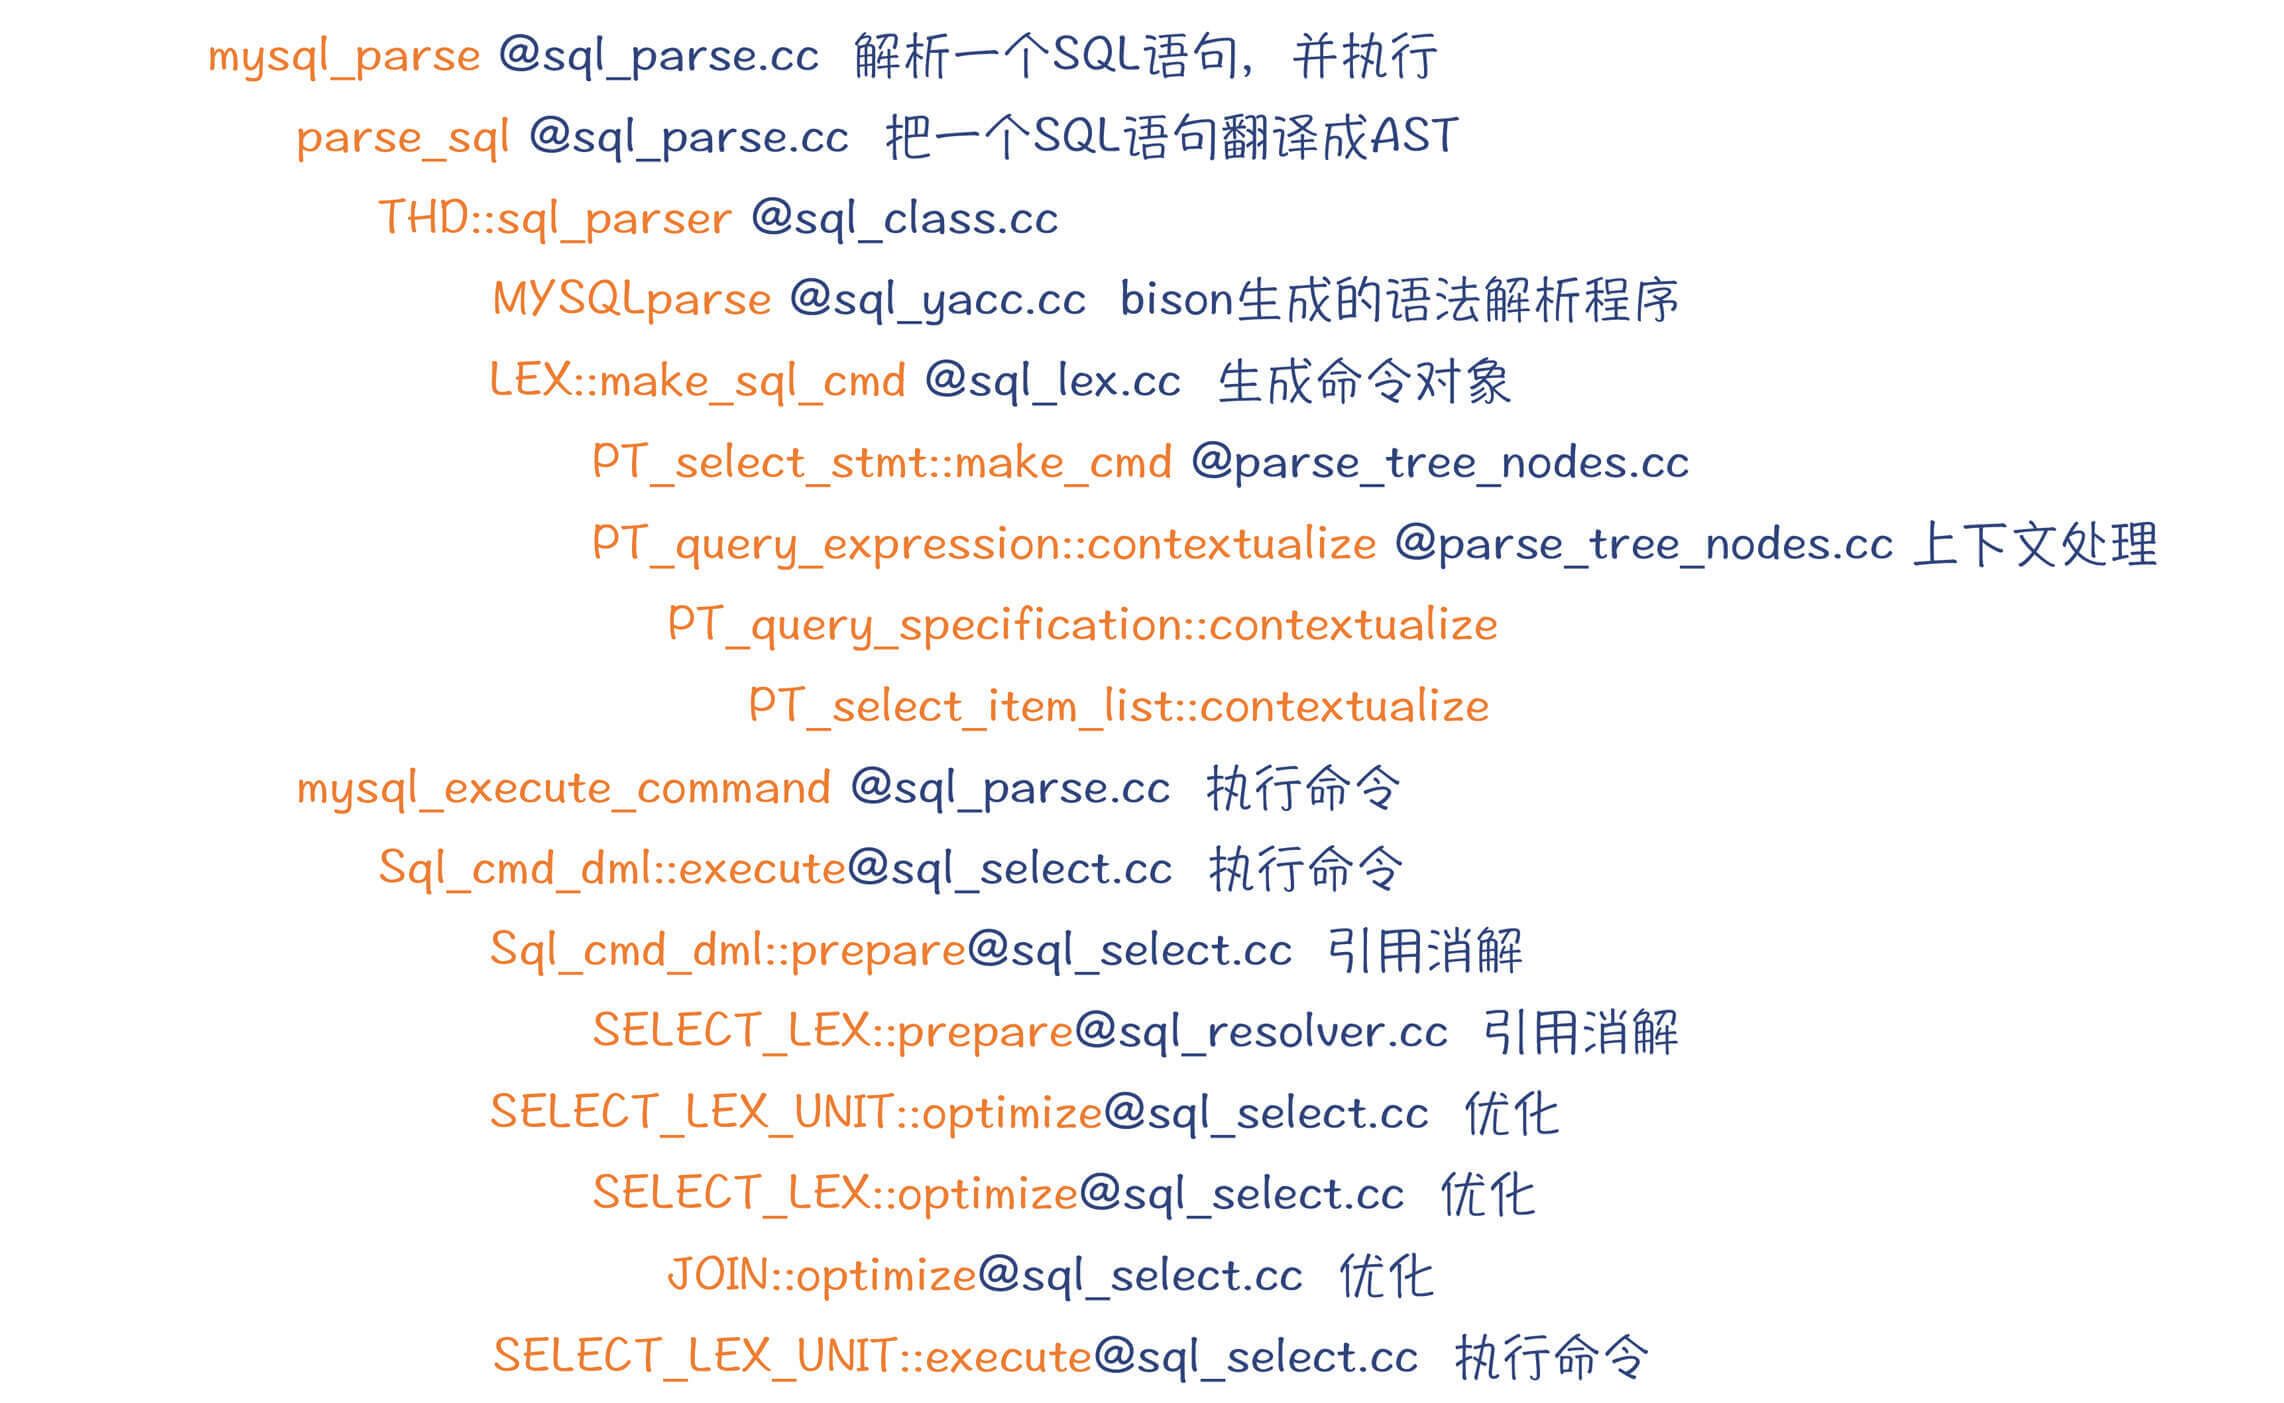 mysql_parse @sql_parse.cc 解析一个SQL语句，并执行
parse_sql @sql_parse.cc 把一个SQL语句翻译成AST
THD::sql_parser @sql_class.cc
MYSQLparse @sql_yacc.cc bison生成的语法解析程序
LEX::make_sql_cmd @sql_lex.cc 生成命令对象
PT_select_stmt::make_cmd @parse_tree_nodes.cc
PT_query_expression::contextualize @parse_tree_nodes.cc 上下文处理
PT_query_specification::contextualize
PT_select_item_list::contextualize
mysql_execute_command @sql_parse.cc 执行命令
Sql_cmd_dml::execute@sql_select.cc 执行命令
Sql_cmd_dml::prepare@sql_select.cc 引用消解
SELECT_LEX::prepare@sql_resolver.cc 引用消解
SELECT_LEX_UNIT::optimize@sql_select.cc 优化
SELECT_LEX::optimize@sql_select.cc 优化
JOIN::optimize@sql_select.cc 优化
SELECT_LEX_UNIT::execute@sql_select.cc 执行命令